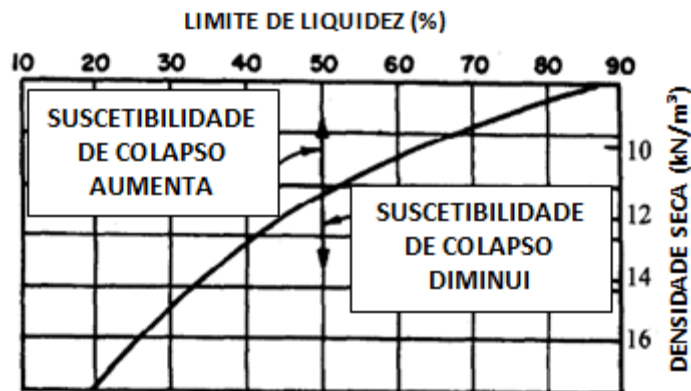 LIMITE DE LIQUIDEZ (%)
10 20 30 40 50 60 70 80 90
SUSCETIBILIDADE
DE COLAPSO
AUMENTA
SUSCETIBILIDADE
DE COLAPSO
DIMINUI
10
12
14
16
DENSIDADE SECA (kN/m³)